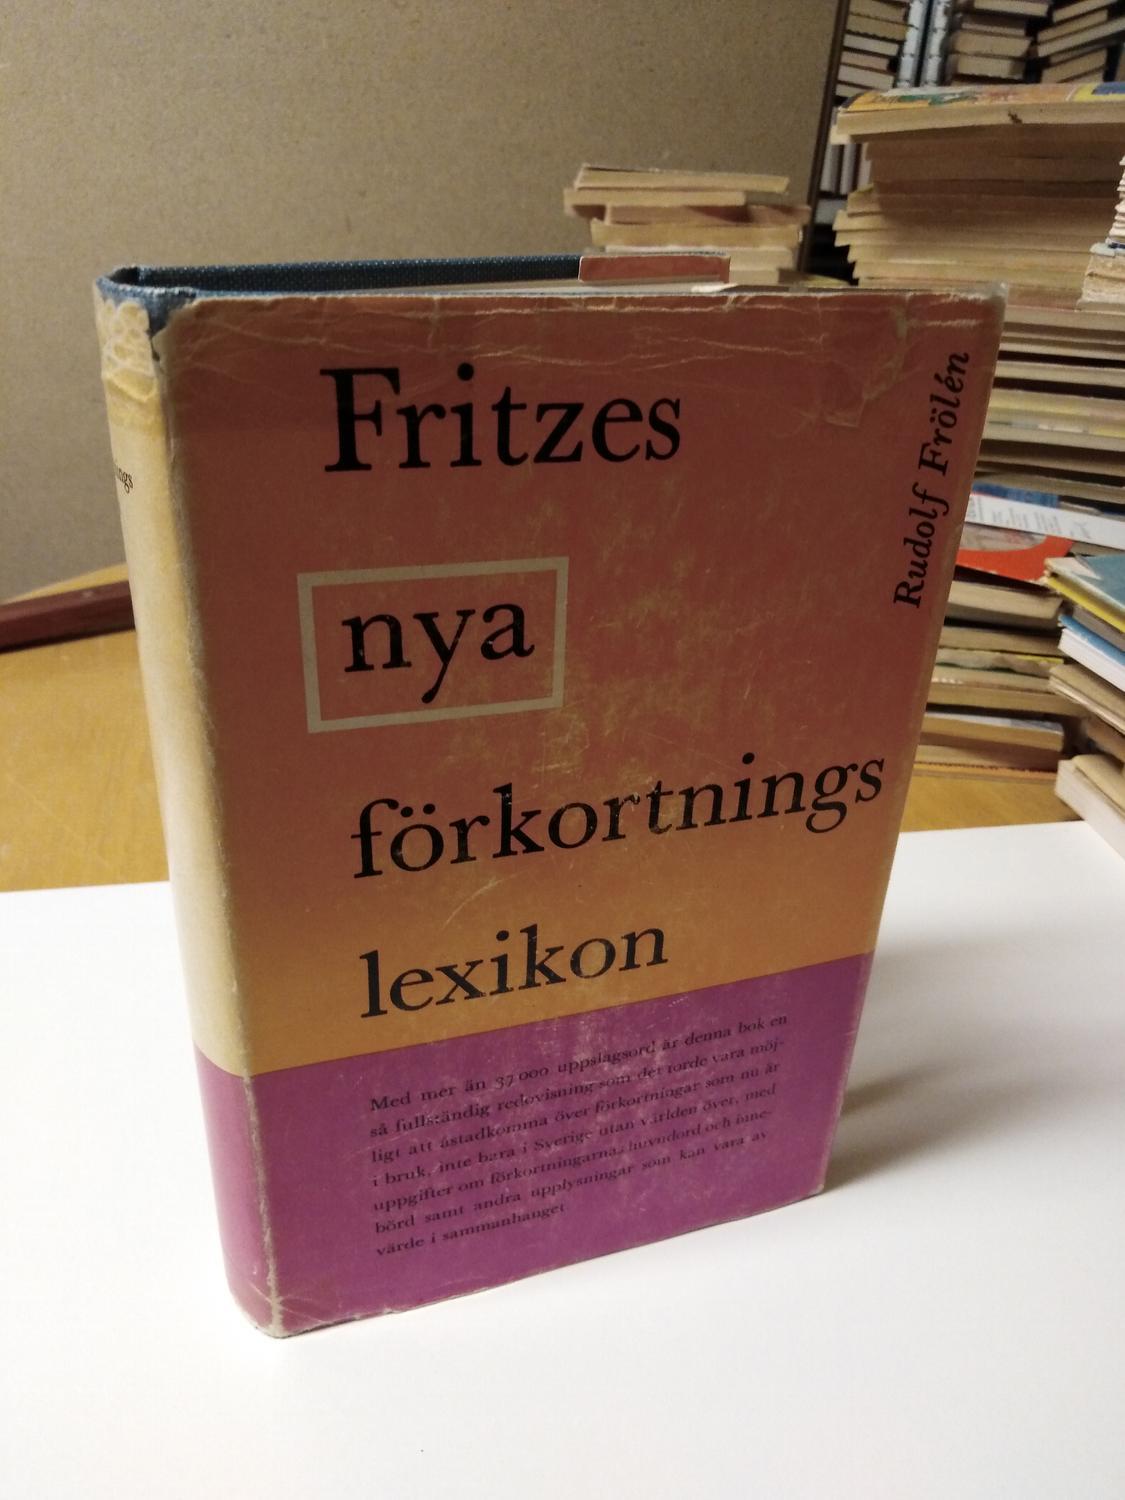 Fritzes
nya
förkortnings
lexikon
Rudolf Frölén
Med mer än 37 000 uppslagsord är denna bok en
så fullständig redovisning som det torde vara möj-
ligt att åstadkomma över förkortningar som nu är
i bruk, inte bara i Sverige utan världen över, med
uppgifter om förkortningarnas huvudord och inne-
börd samt andra upplysningar som kan vara av
värde i sammanhanget
ngs